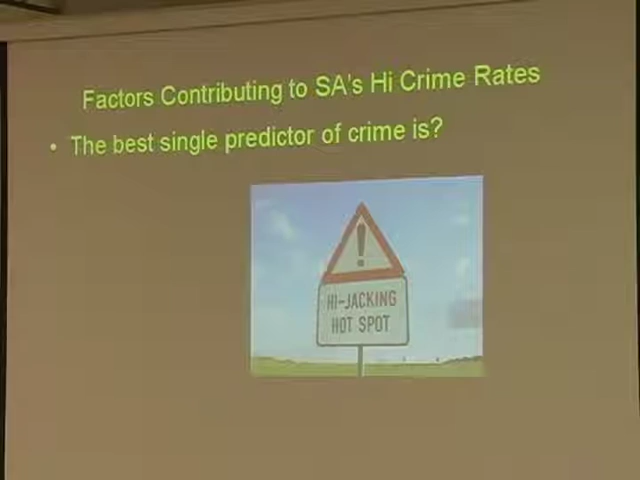 Factors Contributing to SA's Hi Crime Rates
• The best single predictor of crime is?
!
HI-JACKING
HOT SPOT